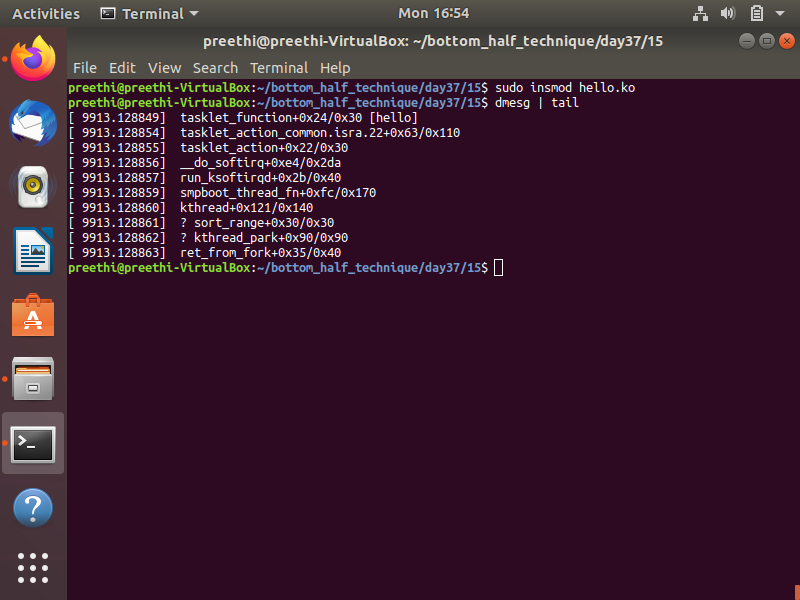 Activities Terminal Mon 16:54
preethi@preethi-VirtualBox: ~/bottom_half_technique/day37/15
File Edit View Search Terminal Help
preethi@preethi-VirtualBox:~/bottom_half_technique/day37/15$ sudo insmod hello.ko
preethi@preethi-VirtualBox:~/bottom_half_technique/day37/15$ dmesg | tail
[ 9913.128849]  tasklet_function+0x24/0x30 [hello]
[ 9913.128854]  tasklet_action_common.isra.22+0x63/0x110
[ 9913.128855]  tasklet_action+0x22/0x30
[ 9913.128856]  __do_softirq+0xe4/0x2da
[ 9913.128857]  run_ksoftirqd+0x2b/0x40
[ 9913.128859]  smpboot_thread_fn+0xfc/0x170
[ 9913.128860]  kthread+0x121/0x140
[ 9913.128861]  ? sort_range+0x30/0x30
[ 9913.128862]  ? kthread_park+0x90/0x90
[ 9913.128863]  ret_from_fork+0x35/0x40
preethi@preethi-VirtualBox:~/bottom_half_technique/day37/15$